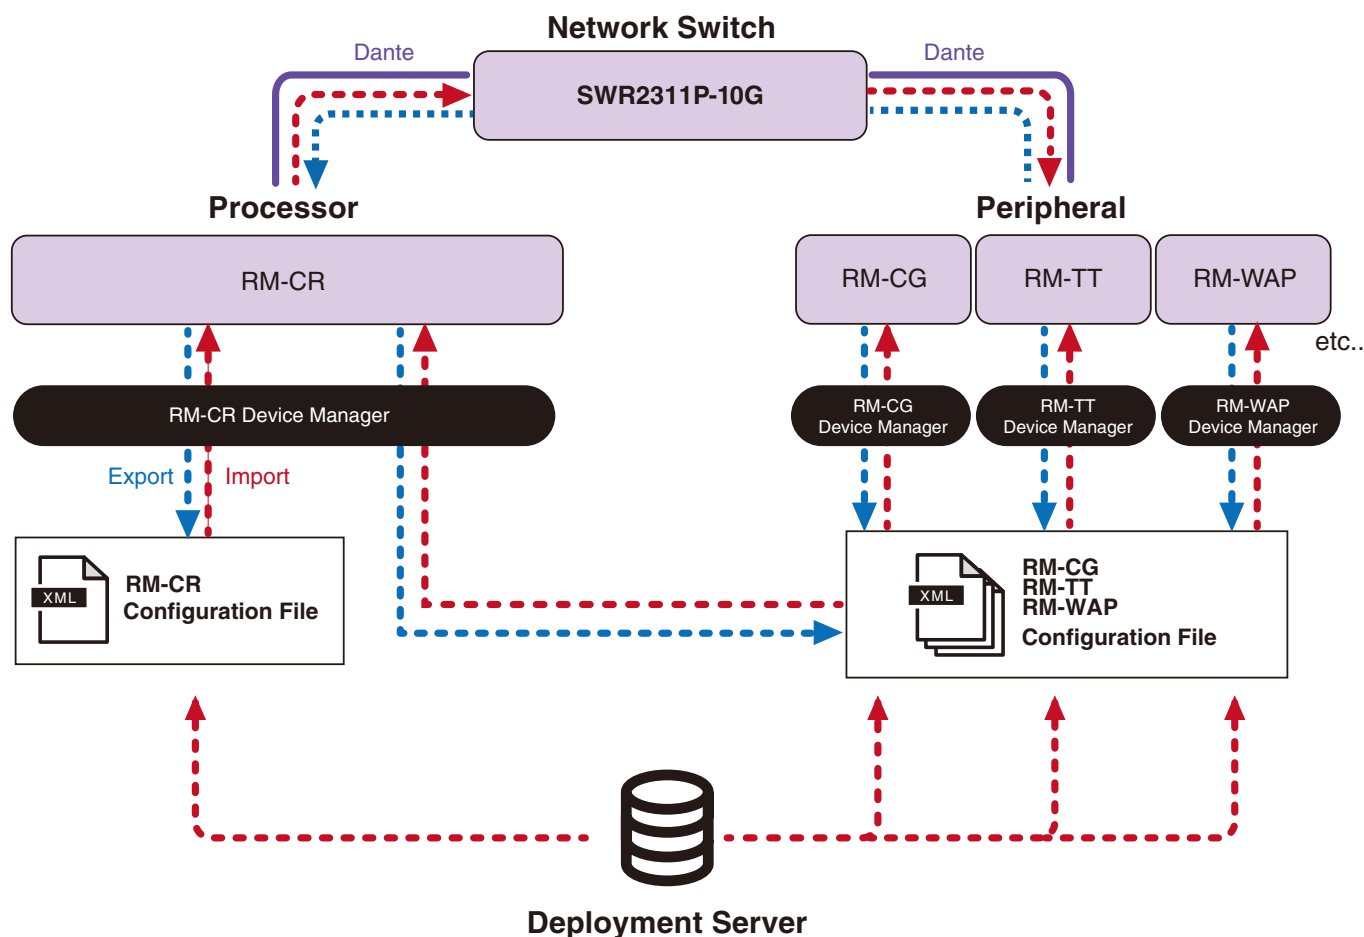 Network Switch
Dante
Dante
SWR2311P-10G
Processor
Peripheral
RM-CR
RM-CG
RM-TT
RM-WAP
etc..
RM-CR Device Manager
RM-CG
Device Manager
RM-TT
Device Manager
RM-WAP
Device Manager
Export
Import
XML
RM-CR
Configuration File
XML
RM-CG
RM-TT
RM-WAP
Configuration File
Deployment Server